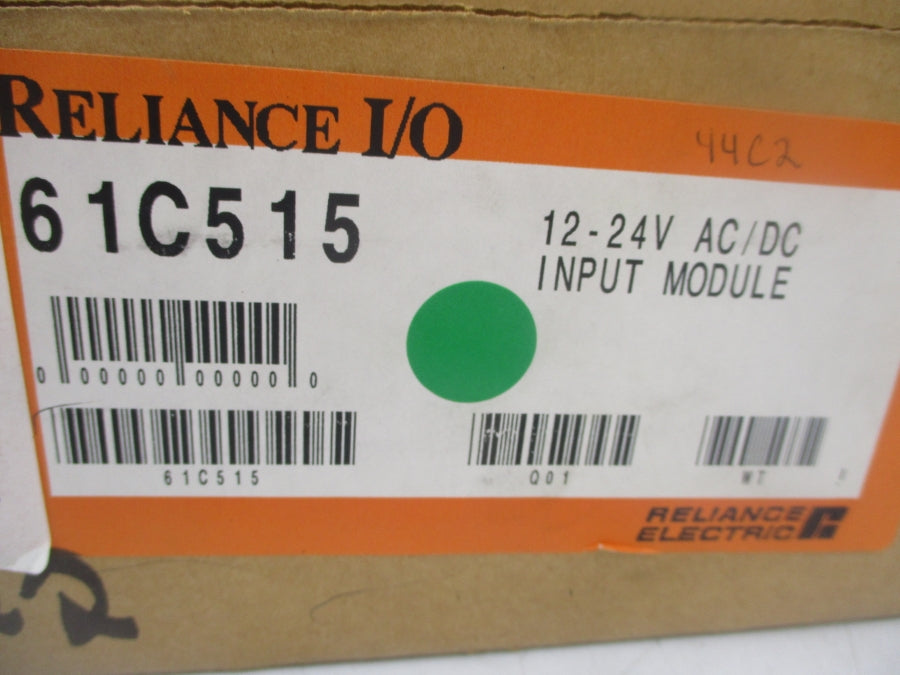 RELIANCE I/O
44C2
61C515
12-24V AC/DC
INPUT MODULE
0 00000 00000 0
61C515
Q01
WT
RELIANCE
ELECTRIC